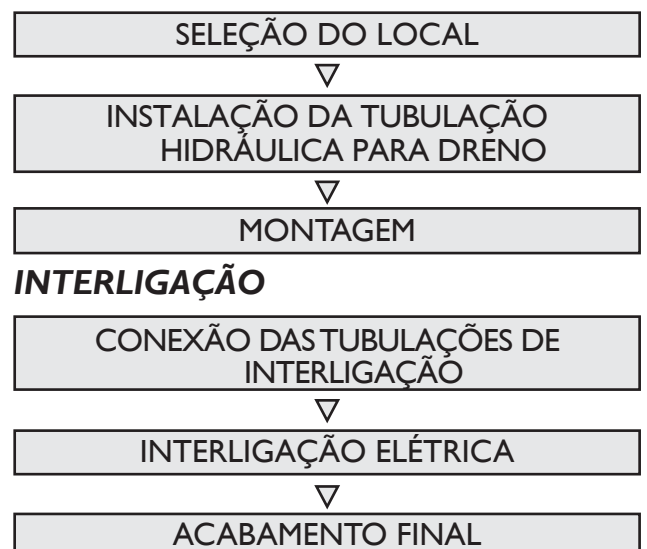 SELEÇÃO DO LOCAL
INSTALAÇÃO DA TUBULAÇÃO
HIDRÁULICA PARA DRENO
MONTAGEM
INTERLIGAÇÃO
CONEXÃO DAS TUBULAÇÕES DE
INTERLIGAÇÃO
INTERLIGAÇÃO ELÉTRICA
ACABAMENTO FINAL